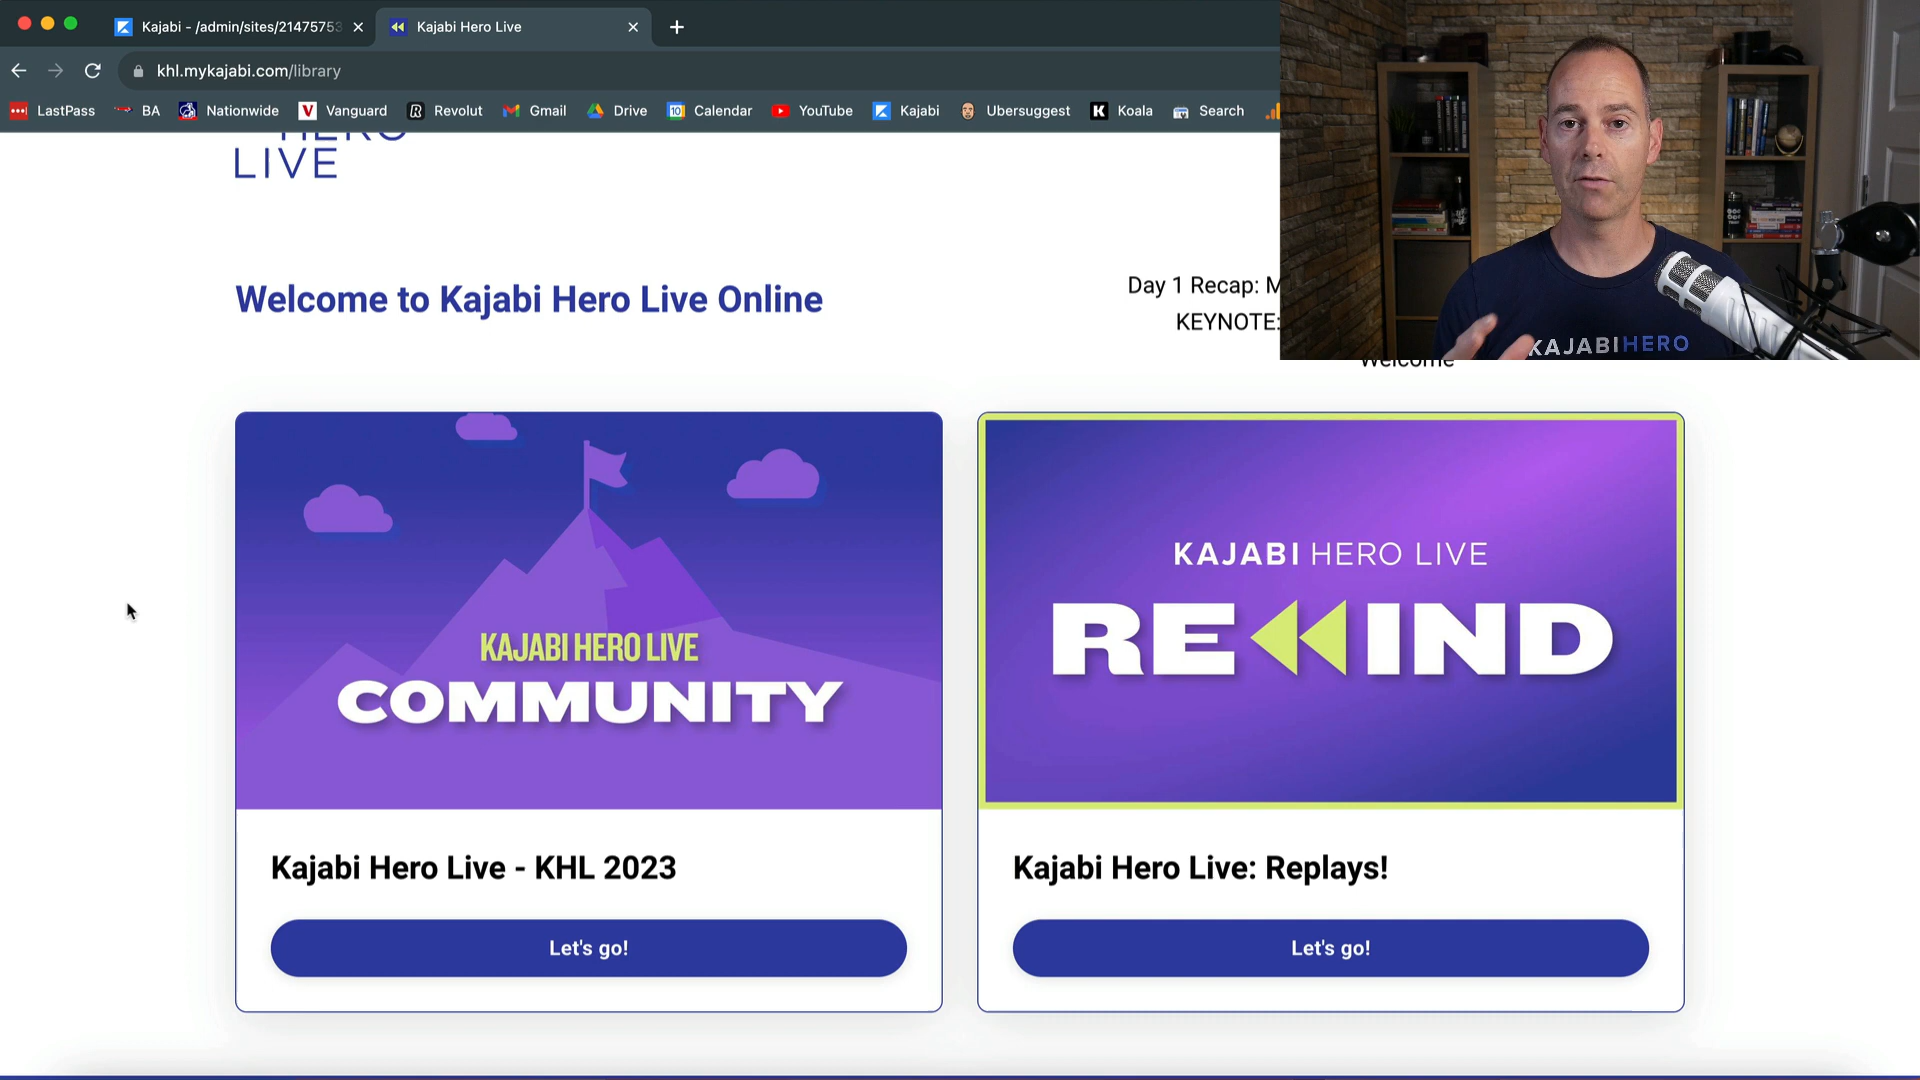 Kajabi - /admin/sites/21475753
Kajabi Hero Live
khl.mykajabi.com/library
LastPass BA Nationwide Vanguard Revolut Gmail Drive Calendar YouTube Kajabi Ubersuggest Koala Search
HERO
LIVE
Welcome to Kajabi Hero Live Online
Day 1 Recap: M
KEYNOTE:
Welcome
KAJABIHERO
KAJABI HERO LIVE
COMMUNITY
KAJABI HERO LIVE
RE IND
Kajabi Hero Live - KHL 2023
Let's go!
Kajabi Hero Live: Replays!
Let's go!